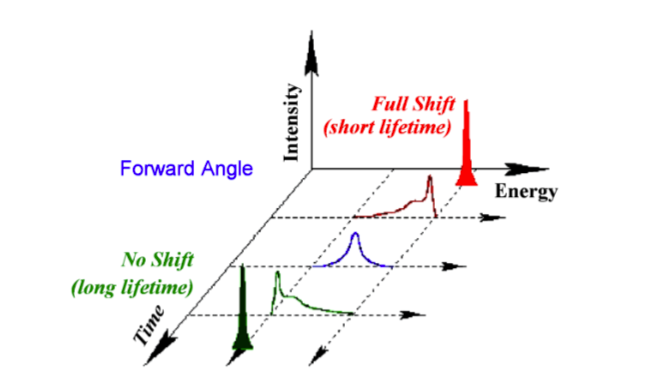 Intensity
Full Shift
(short lifetime)
Forward Angle
Energy
No Shift
(long lifetime)
Time